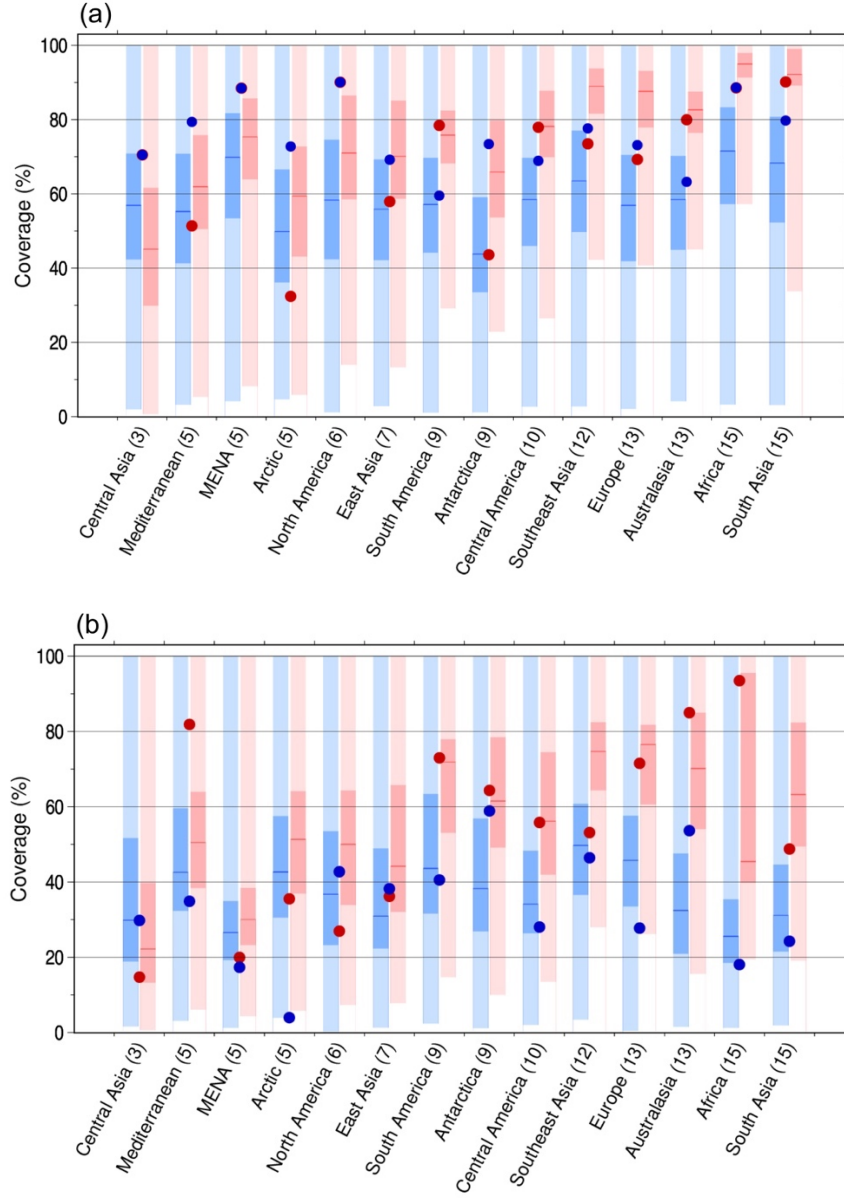 (a)
Coverage (%)
100
80
60
40
20
0
Central Asia (3)
Mediterranean (5)
MENA (5)
Arctic (5)
North America (6)
East Asia (7)
South America (9)
Antarctica (9)
Central America (10)
Southeast Asia (12)
Europe (13)
Australasia (13)
Africa (15)
South Asia (15)
(b)
Coverage (%)
100
80
60
40
20
0
Central Asia (3)
Mediterranean (5)
MENA (5)
Arctic (5)
North America (6)
East Asia (7)
South America (9)
Antarctica (9)
Central America (10)
Southeast Asia (12)
Europe (13)
Australasia (13)
Africa (15)
South Asia (15)